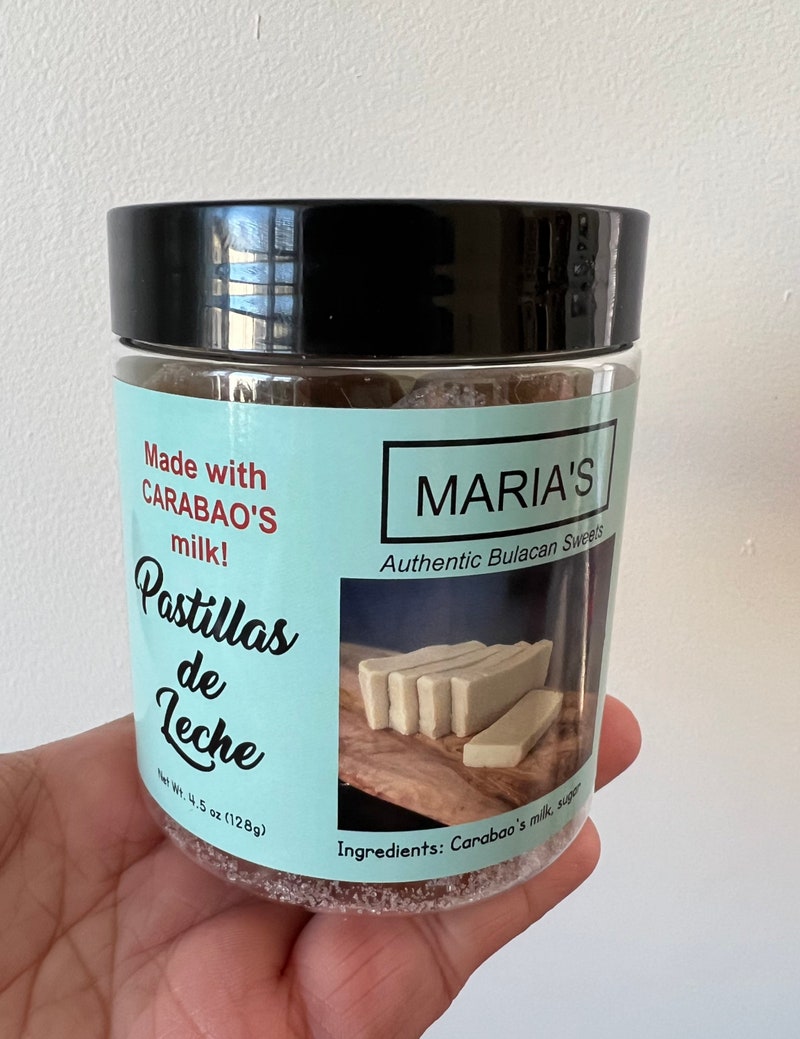 Made with
CARABAO'S
milk!
Pastillas
de
Leche
Net Wt. 4.5 oz (128g)
MARIA'S
Authentic Bulacan Sweets
Ingredients: Carabao's milk, sugar